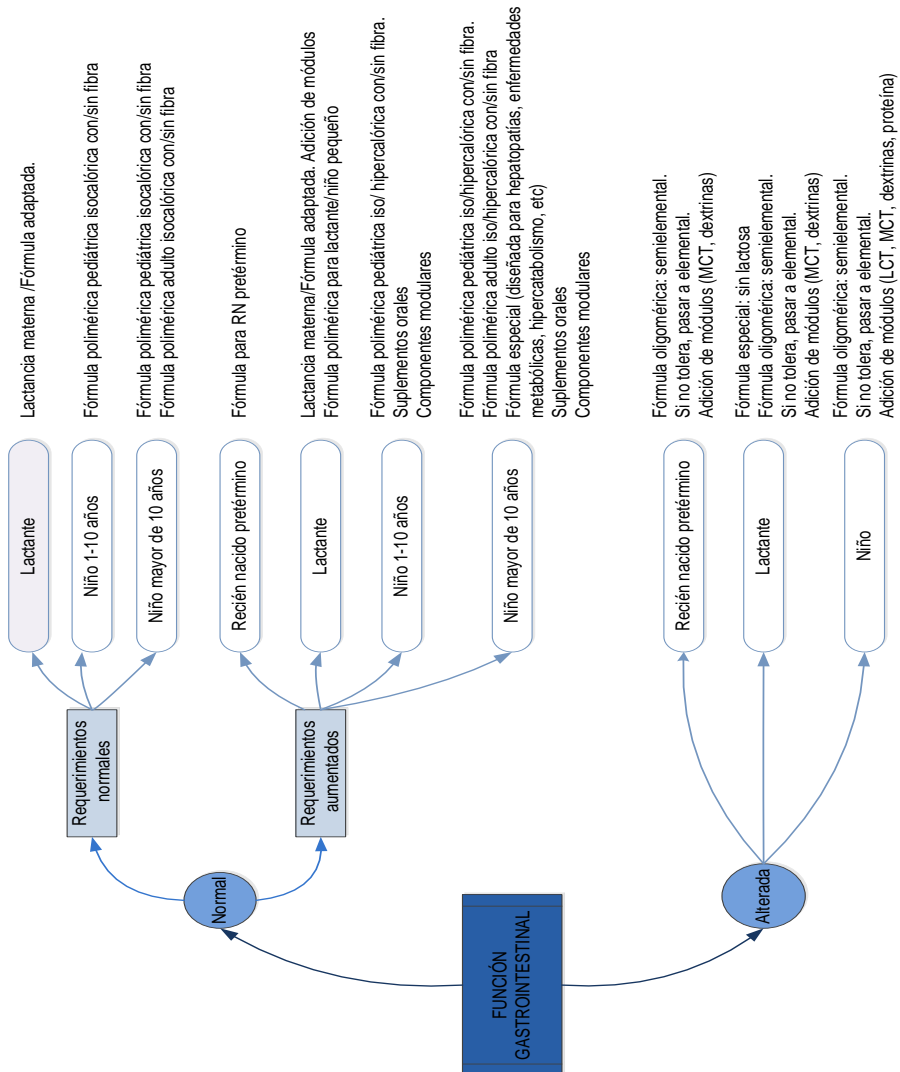 FUNCIÓN
GASTROINTESTINAL
Normal
Requerimientos
normales
Lactante
Lactancia materna /Fórmula adaptada.
Niño 1-10 años
Fórmula polimérica pediátrica isocalórica con/sin fibra
Niño mayor de 10 años
Fórmula polimérica pediátrica isocalórica con/sin fibra
Fórmula polimérica adulto isocalórica con/sin fibra
Requerimientos
aumentados
Recién nacido pretérmino
Fórmula para RN pretérmino
Lactante
Lactancia materna/Fórmula adaptada. Adición de módulos
Fórmula polimérica para lactante/niño pequeño
Niño 1-10 años
Fórmula polimérica pediátrica iso/ hipercalórica con/sin fibra.
Suplementos orales
Componentes modulares
Niño mayor de 10 años
Fórmula polimérica pediátrica iso/hipercalórica con/sin fibra.
Fórmula polimérica adulto iso/hipercalórica con/sin fibra
Fórmula especial (diseñada para hepatopatías, enfermedades
metabólicas, hipercatabolismo, etc)
Suplementos orales
Componentes modulares
Alterada
Recién nacido pretérmino
Fórmula oligomérica: semielemental.
Si no tolera, pasar a elemental.
Adición de módulos (MCT, dextrinas)
Lactante
Fórmula especial: sin lactosa
Fórmula oligomérica: semielemental.
Si no tolera, pasar a elemental.
Adición de módulos (MCT, dextrinas)
Niño
Fórmula oligomérica: semielemental.
Si no tolera, pasar a elemental.
Adición de módulos (LCT, MCT, dextrinas, proteína)